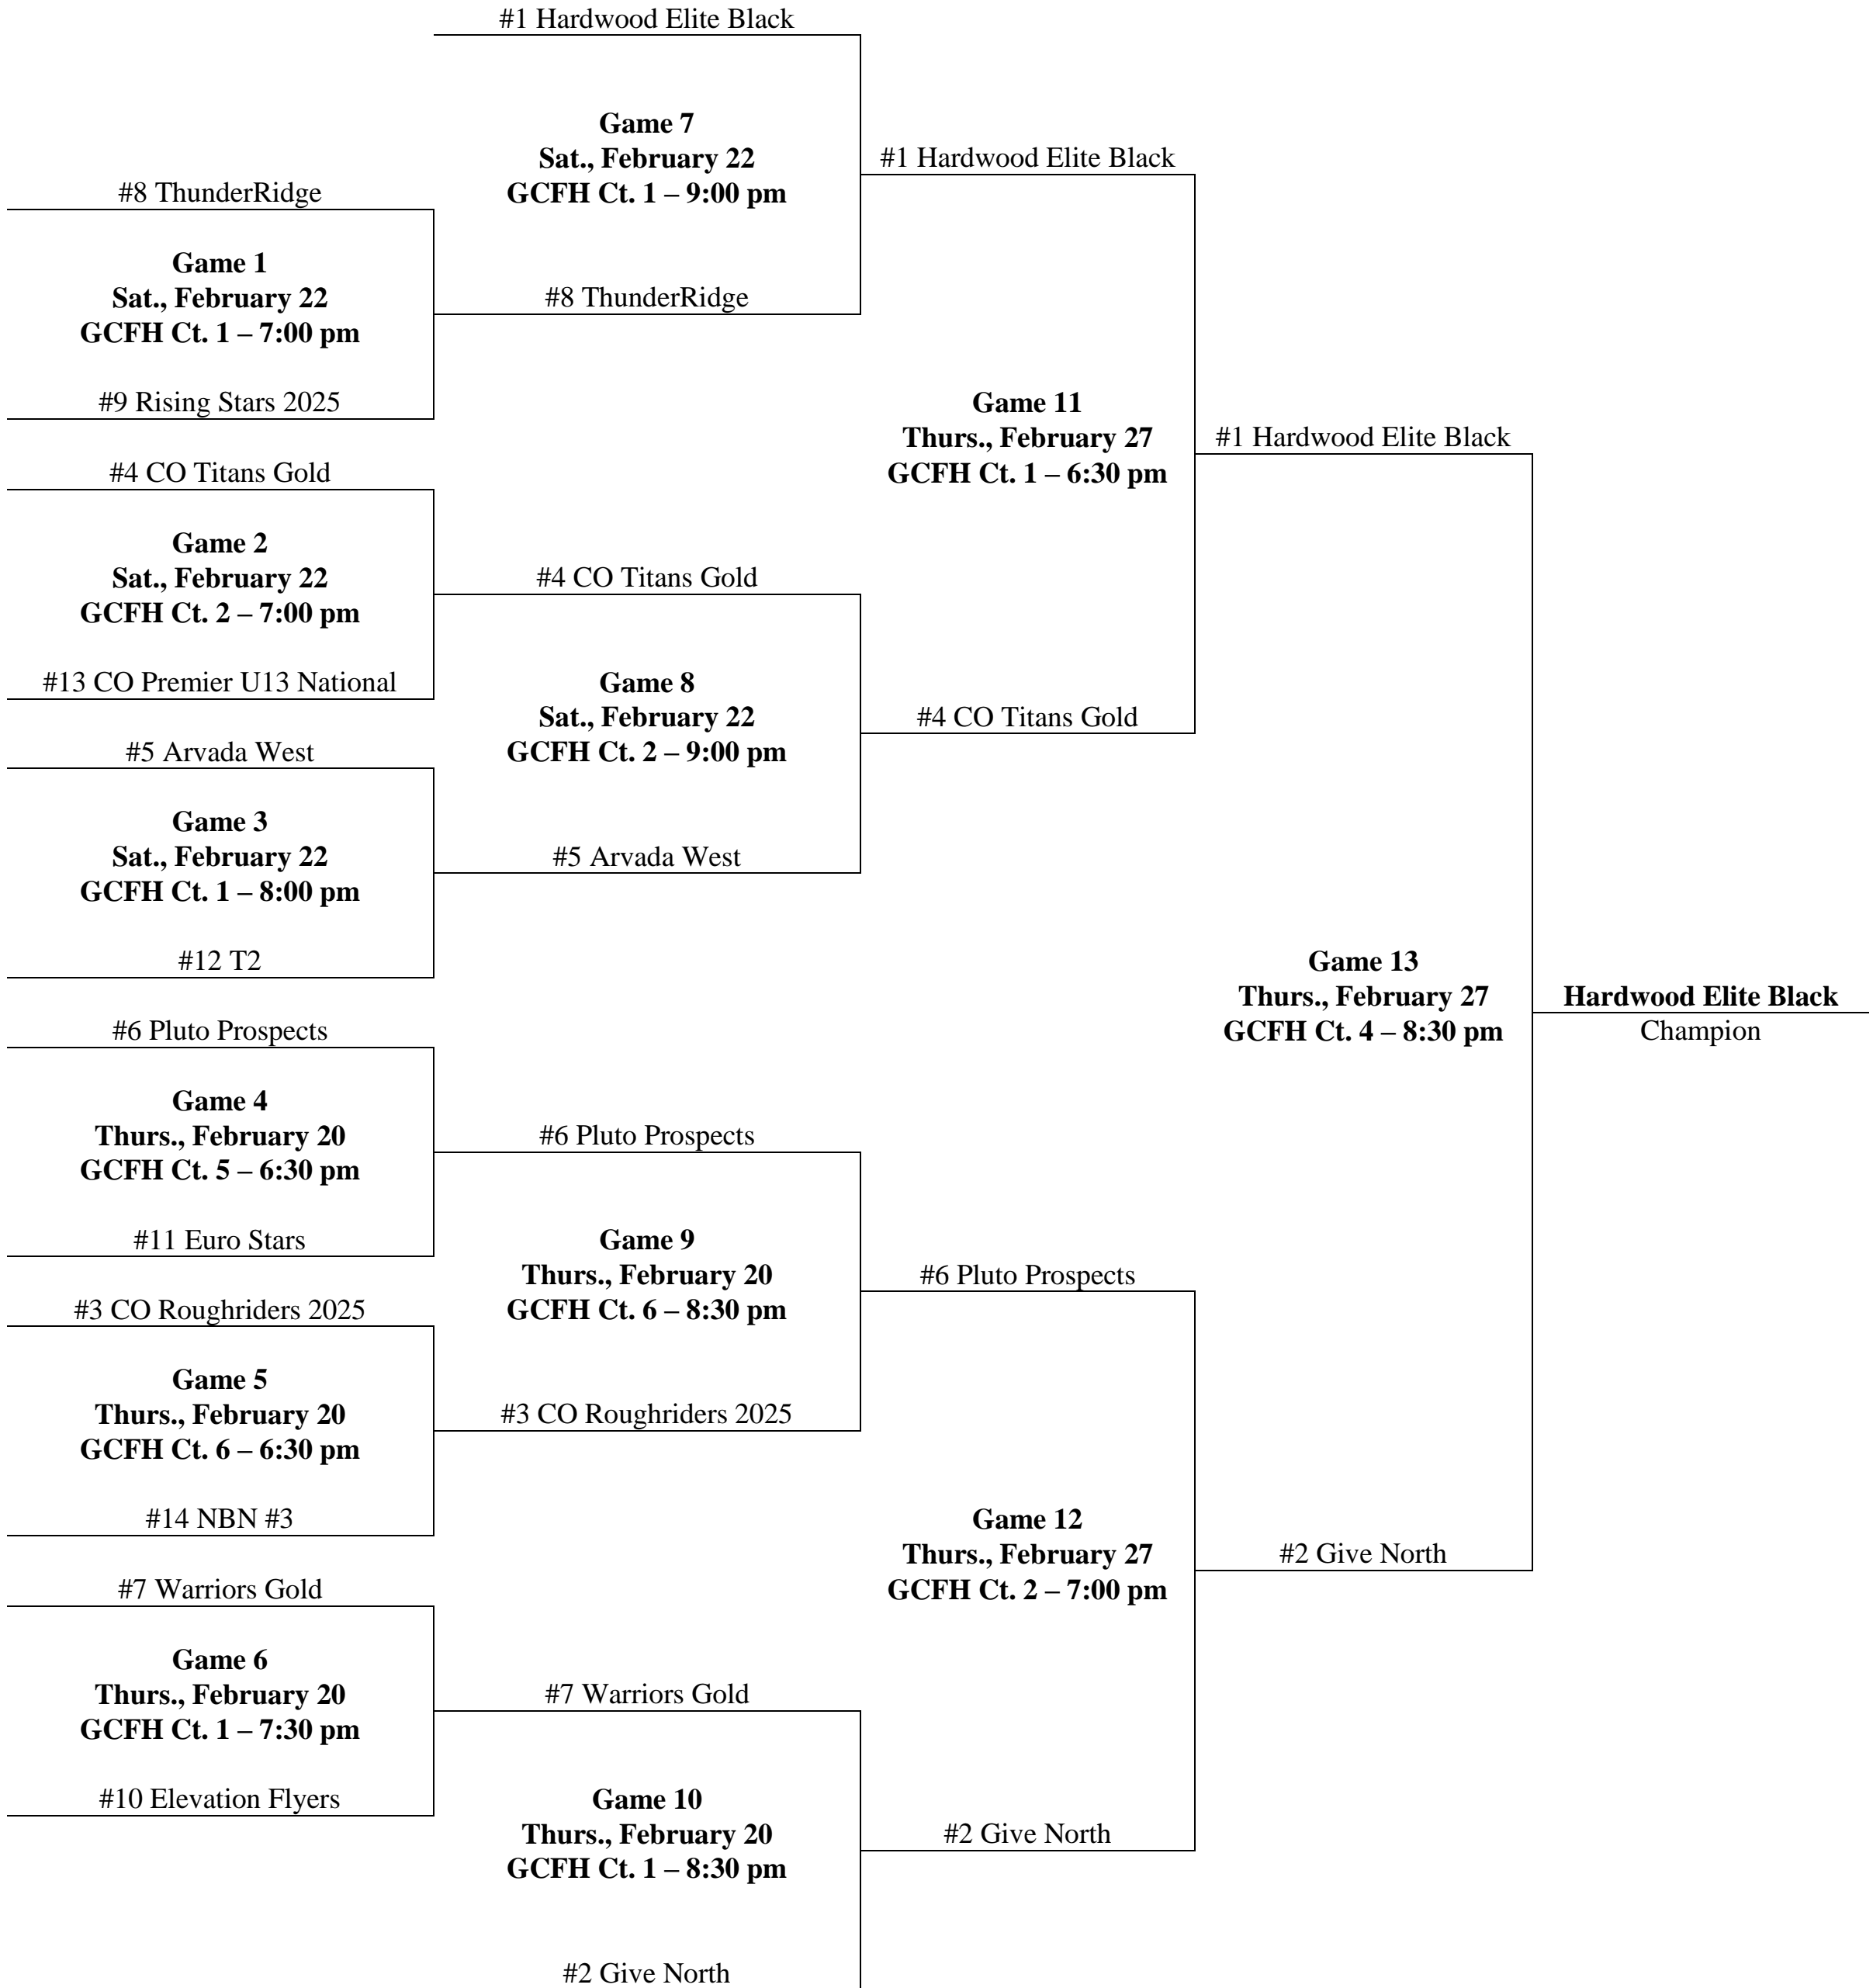 #1 Hardwood Elite Black
Game 7
Sat., February 22
GCFH Ct. 1 – 9:00 pm
#1 Hardwood Elite Black
#8 ThunderRidge
Game 1
Sat., February 22
GCFH Ct. 1 – 7:00 pm
#8 ThunderRidge
#9 Rising Stars 2025
Game 11
Thurs., February 27
GCFH Ct. 1 – 6:30 pm
#1 Hardwood Elite Black
#4 CO Titans Gold
Game 2
Sat., February 22
GCFH Ct. 2 – 7:00 pm
#4 CO Titans Gold
#13 CO Premier U13 National
Game 8
Sat., February 22
GCFH Ct. 2 – 9:00 pm
#4 CO Titans Gold
#5 Arvada West
Game 3
Sat., February 22
GCFH Ct. 1 – 8:00 pm
#5 Arvada West
#12 T2
Game 13
Thurs., February 27
GCFH Ct. 4 – 8:30 pm
Hardwood Elite Black
Champion
#6 Pluto Prospects
Game 4
Thurs., February 20
GCFH Ct. 5 – 6:30 pm
#6 Pluto Prospects
#11 Euro Stars
Game 9
Thurs., February 20
GCFH Ct. 6 – 8:30 pm
#6 Pluto Prospects
#3 CO Roughriders 2025
Game 5
Thurs., February 20
GCFH Ct. 6 – 6:30 pm
#3 CO Roughriders 2025
#14 NBN #3
Game 12
Thurs., February 27
GCFH Ct. 2 – 7:00 pm
#2 Give North
#7 Warriors Gold
Game 6
Thurs., February 20
GCFH Ct. 1 – 7:30 pm
#7 Warriors Gold
#10 Elevation Flyers
Game 10
Thurs., February 20
GCFH Ct. 1 – 8:30 pm
#2 Give North
#2 Give North